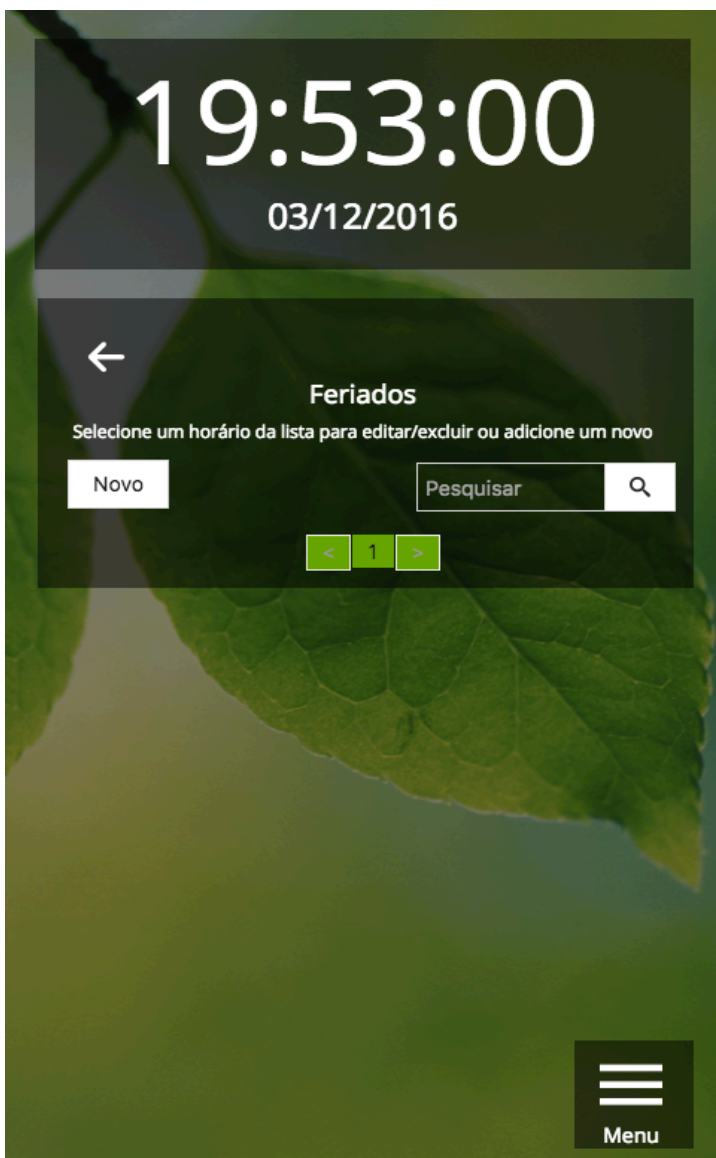 19:53:00
03/12/2016
Feriados
Selecione um horário da lista para editar/excluir ou adicione um novo
Novo
Pesquisar
< 1 >
Menu